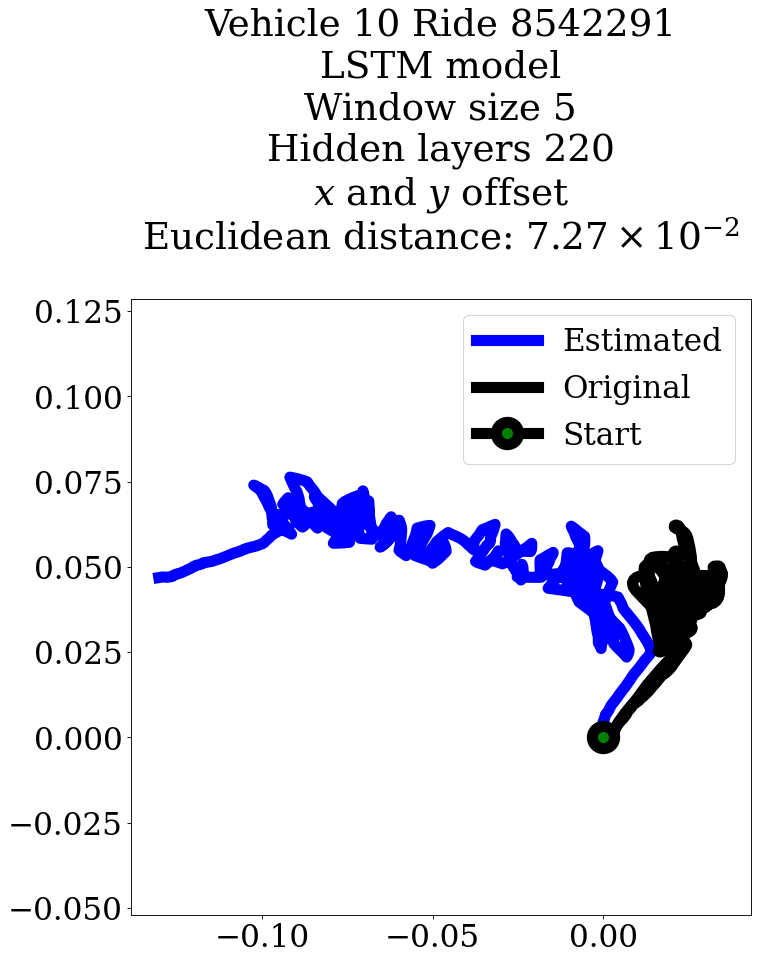 Vehicle 10 Ride 8542291
LSTM model
Window size 5
Hidden layers 220
x and y offset
Euclidean distance: 7.27 × 10⁻²
Estimated
Original
Start
0.125
0.100
0.075
0.050
0.025
0.000
−0.025
−0.050
−0.10
−0.05
0.00